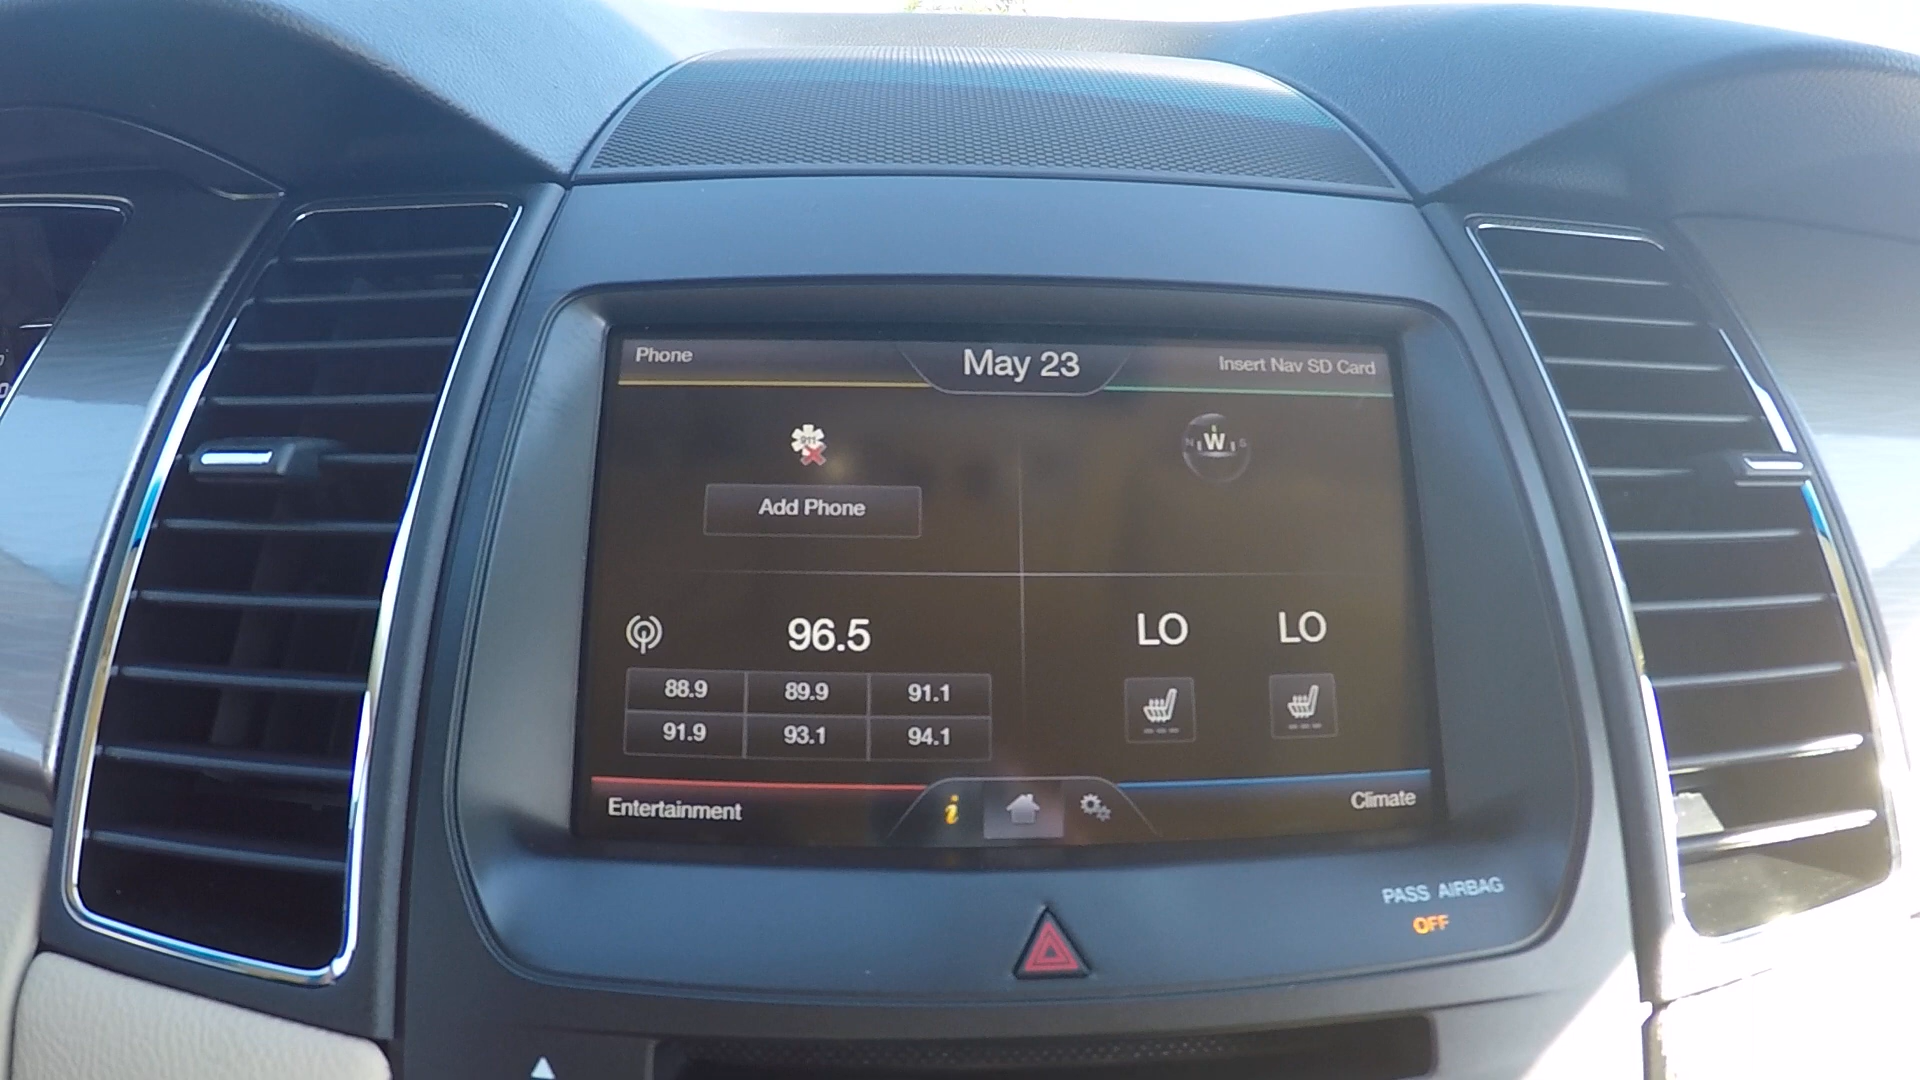 Phone
May 23
Insert Nav SD Card
911
N W S
Add Phone
96.5
LO LO
88.9 89.9 91.1
91.9 93.1 94.1
Entertainment
i
Climate
PASS AIRBAG
OFF